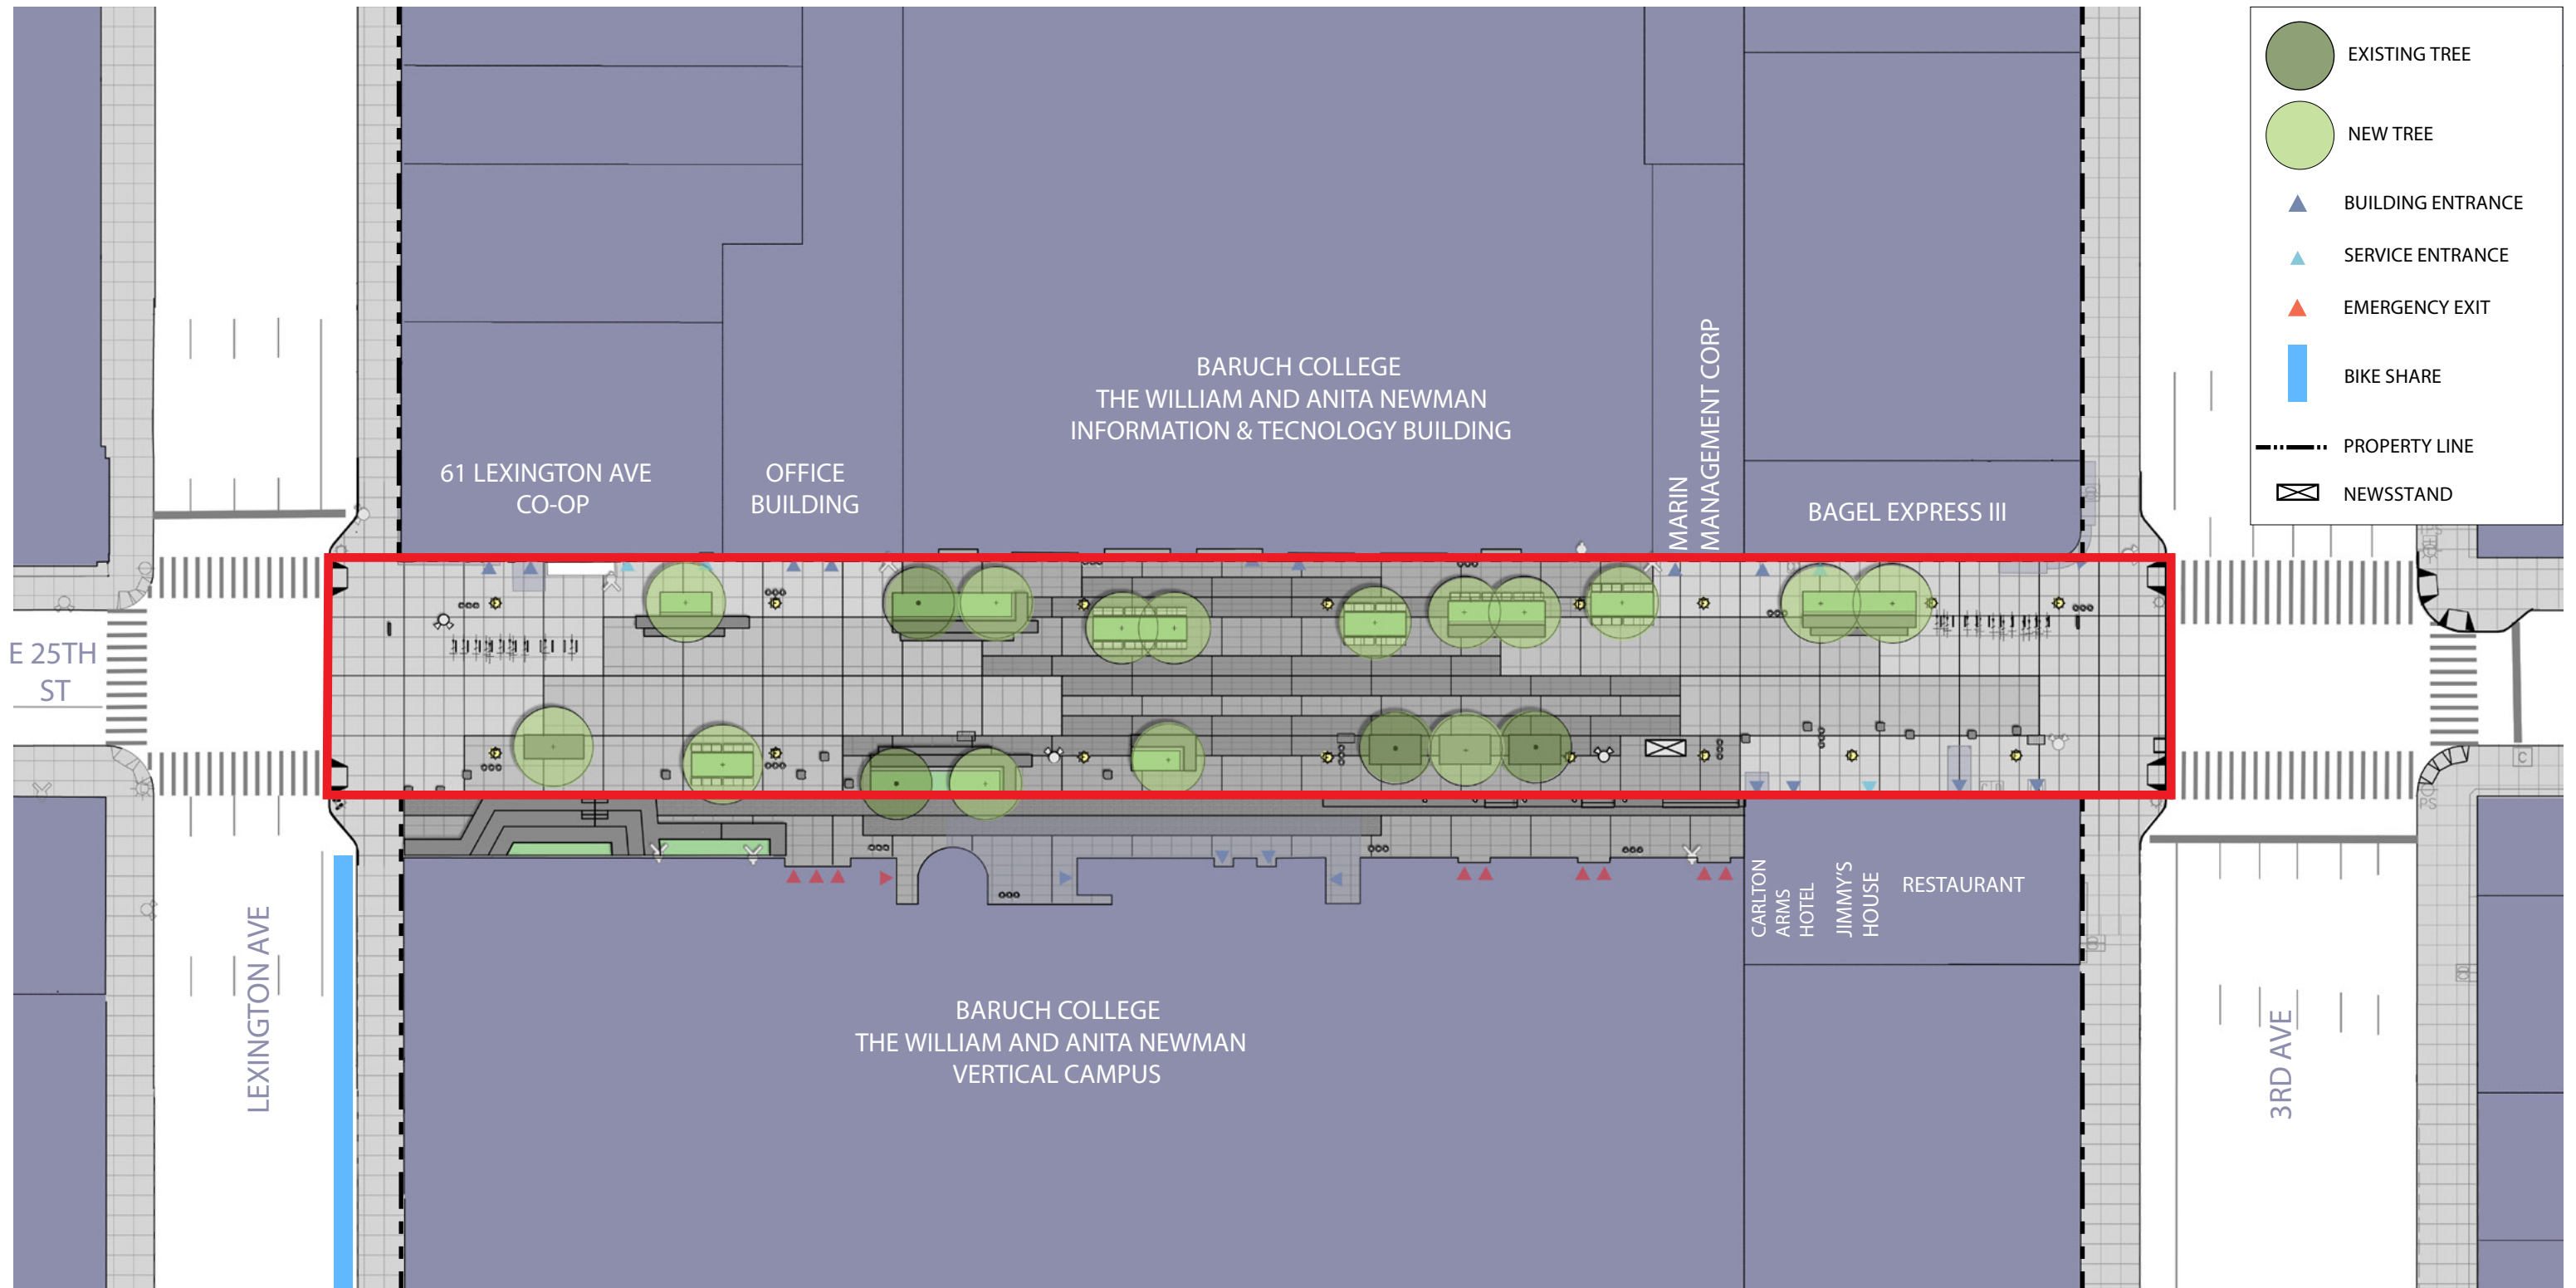 EXISTING TREE
NEW TREE
BUILDING ENTRANCE
SERVICE ENTRANCE
EMERGENCY EXIT
BIKE SHARE
PROPERTY LINE
NEWSSTAND
BARUCH COLLEGE
THE WILLIAM AND ANITA NEWMAN
INFORMATION & TECNOLOGY BUILDING
MARIN
MANAGEMENT CORP
61 LEXINGTON AVE
CO-OP
OFFICE
BUILDING
BAGEL EXPRESS III
E 25TH
ST
LEXINGTON AVE
CARLTON
ARMS
HOTEL
JIMMY'S
HOUSE
RESTAURANT
BARUCH COLLEGE
THE WILLIAM AND ANITA NEWMAN
VERTICAL CAMPUS
3RD AVE
C
PS